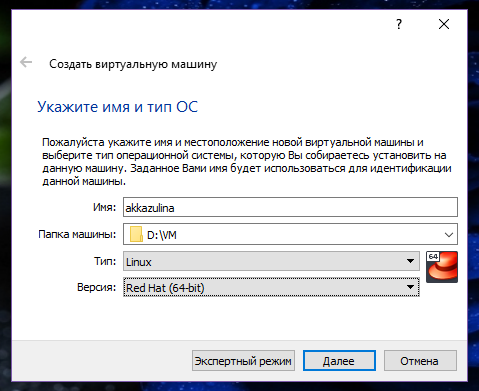 ?
Создать виртуальную машину
Укажите имя и тип ОС
Пожалуйста укажите имя и местоположение новой виртуальной машины и
выберите тип операционной системы, которую Вы собираетесь установить на
данную машину. Заданное Вами имя будет использоваться для идентификации
данной машины.
Имя: akkazulina
Папка машины: D:\VM
Тип: Linux
64
Версия: Red Hat (64-bit)
Экспертный режим Далее Отмена